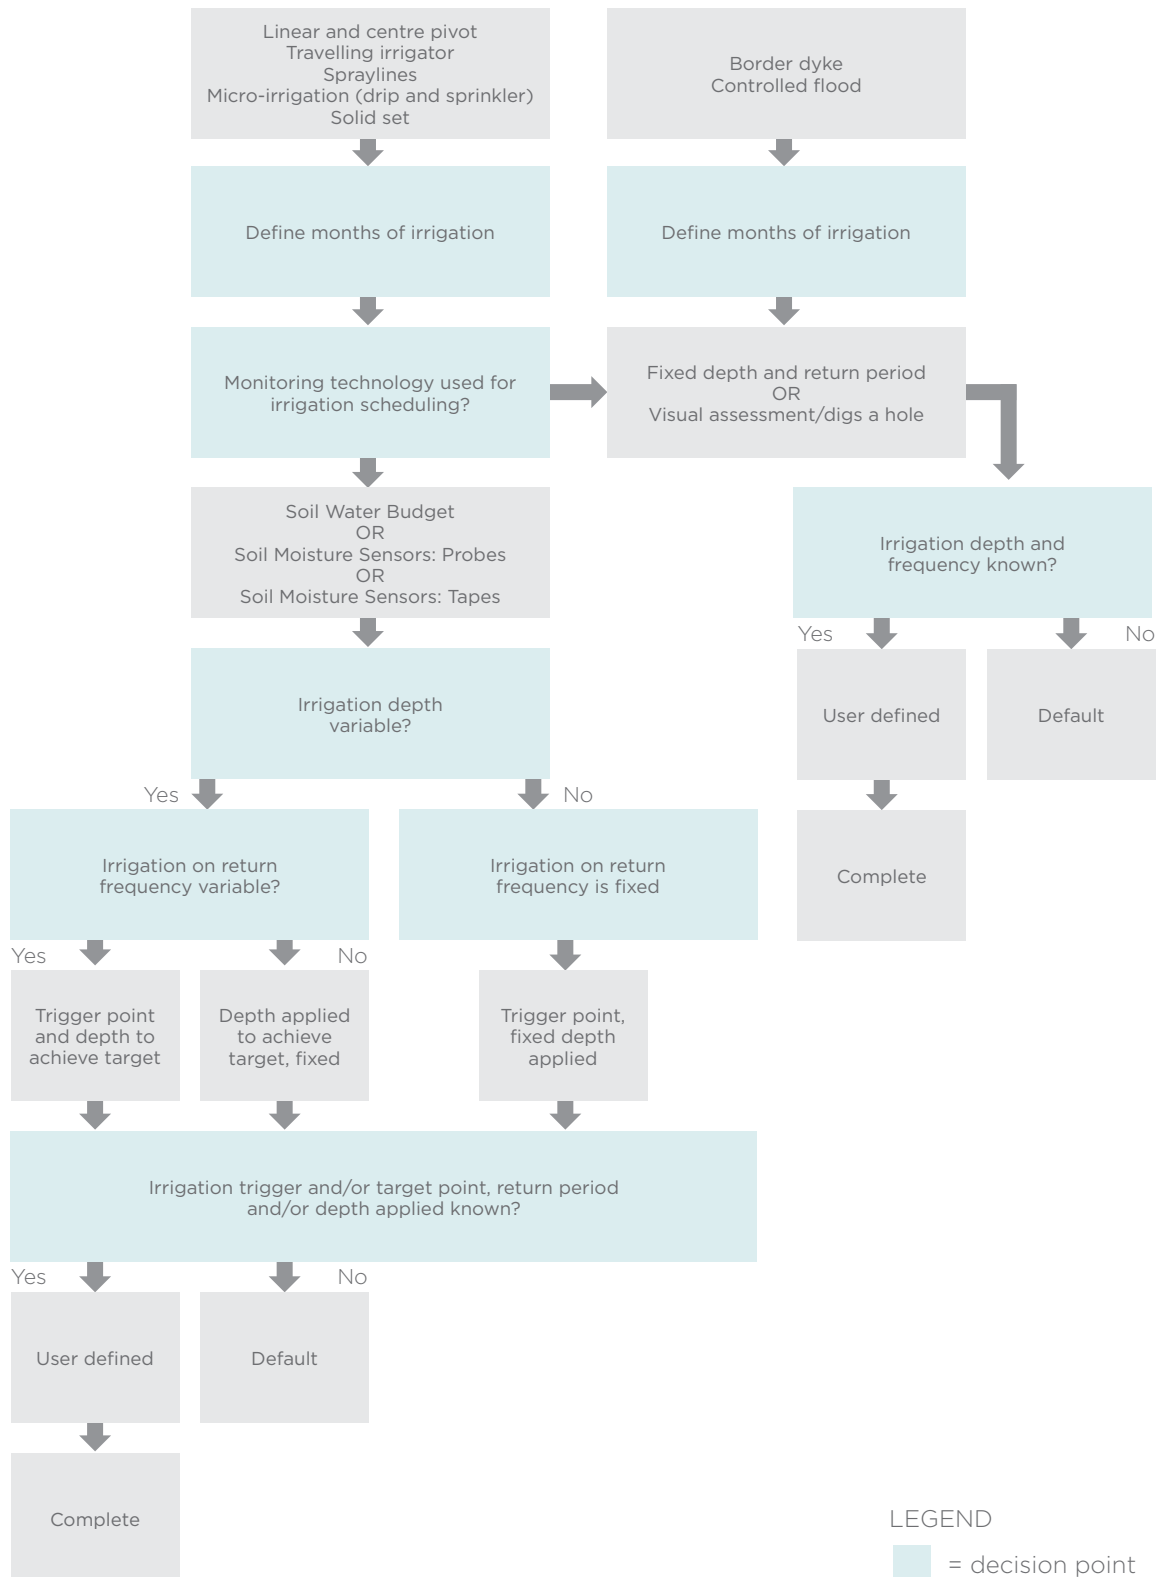 Linear and centre pivot
Travelling irrigator
Spraylines
Micro-irrigation (drip and sprinkler)
Solid set
Border dyke
Controlled flood
Define months of irrigation
Define months of irrigation
Monitoring technology used for
irrigation scheduling?
Fixed depth and return period
OR
Visual assessment/digs a hole
Soil Water Budget
OR
Soil Moisture Sensors: Probes
OR
Soil Moisture Sensors: Tapes
Irrigation depth and
frequency known?
Yes
No
User defined
Default
Complete
Irrigation depth
variable?
Yes
No
Irrigation on return
frequency variable?
Irrigation on return
frequency is fixed
Yes
No
Trigger point
and depth to
achieve target
Depth applied
to achieve
target, fixed
Trigger point,
fixed depth
applied
Irrigation trigger and/or target point, return period
and/or depth applied known?
Yes
No
User defined
Default
Complete
LEGEND
= decision point